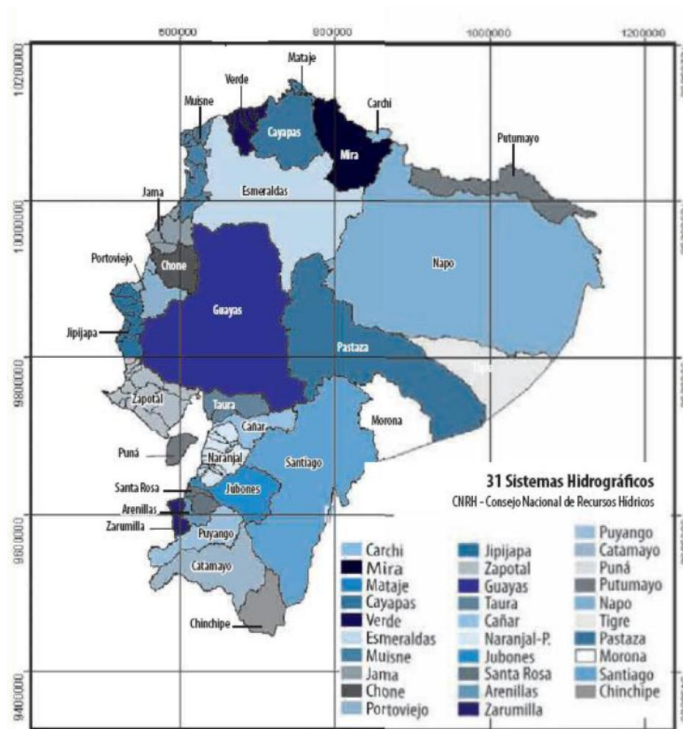 600000
800000
1000000
1200000
10200000
10000000
9800000
9600000
9400000
Mataje
Verde
Muisne
Cayapas
Carchi
Mira
Putumayo
Esmeraldas
Jama
Portoviejo
Chone
Napo
Guayas
Jipijapa
Pastaza
Tigre
Zapotal
Taura
Morona
Cañar
Puná
Naranjal
Santiago
Santa Rosa
Jubones
Arenillas
Zarumilla
Puyango
Catamayo
Chinchipe
31 Sistemas Hidrográficos
CNRH - Consejo Nacional de Recursos Hídricos
Carchi
Mira
Mataje
Cayapas
Verde
Esmeraldas
Muisne
Jama
Chone
Portoviejo
Jipijapa
Zapotal
Guayas
Taura
Cañar
Naranjal-P.
Jubones
Santa Rosa
Arenillas
Zarumilla
Puyango
Catamayo
Puná
Putumayo
Napo
Tigre
Pastaza
Morona
Santiago
Chinchipe